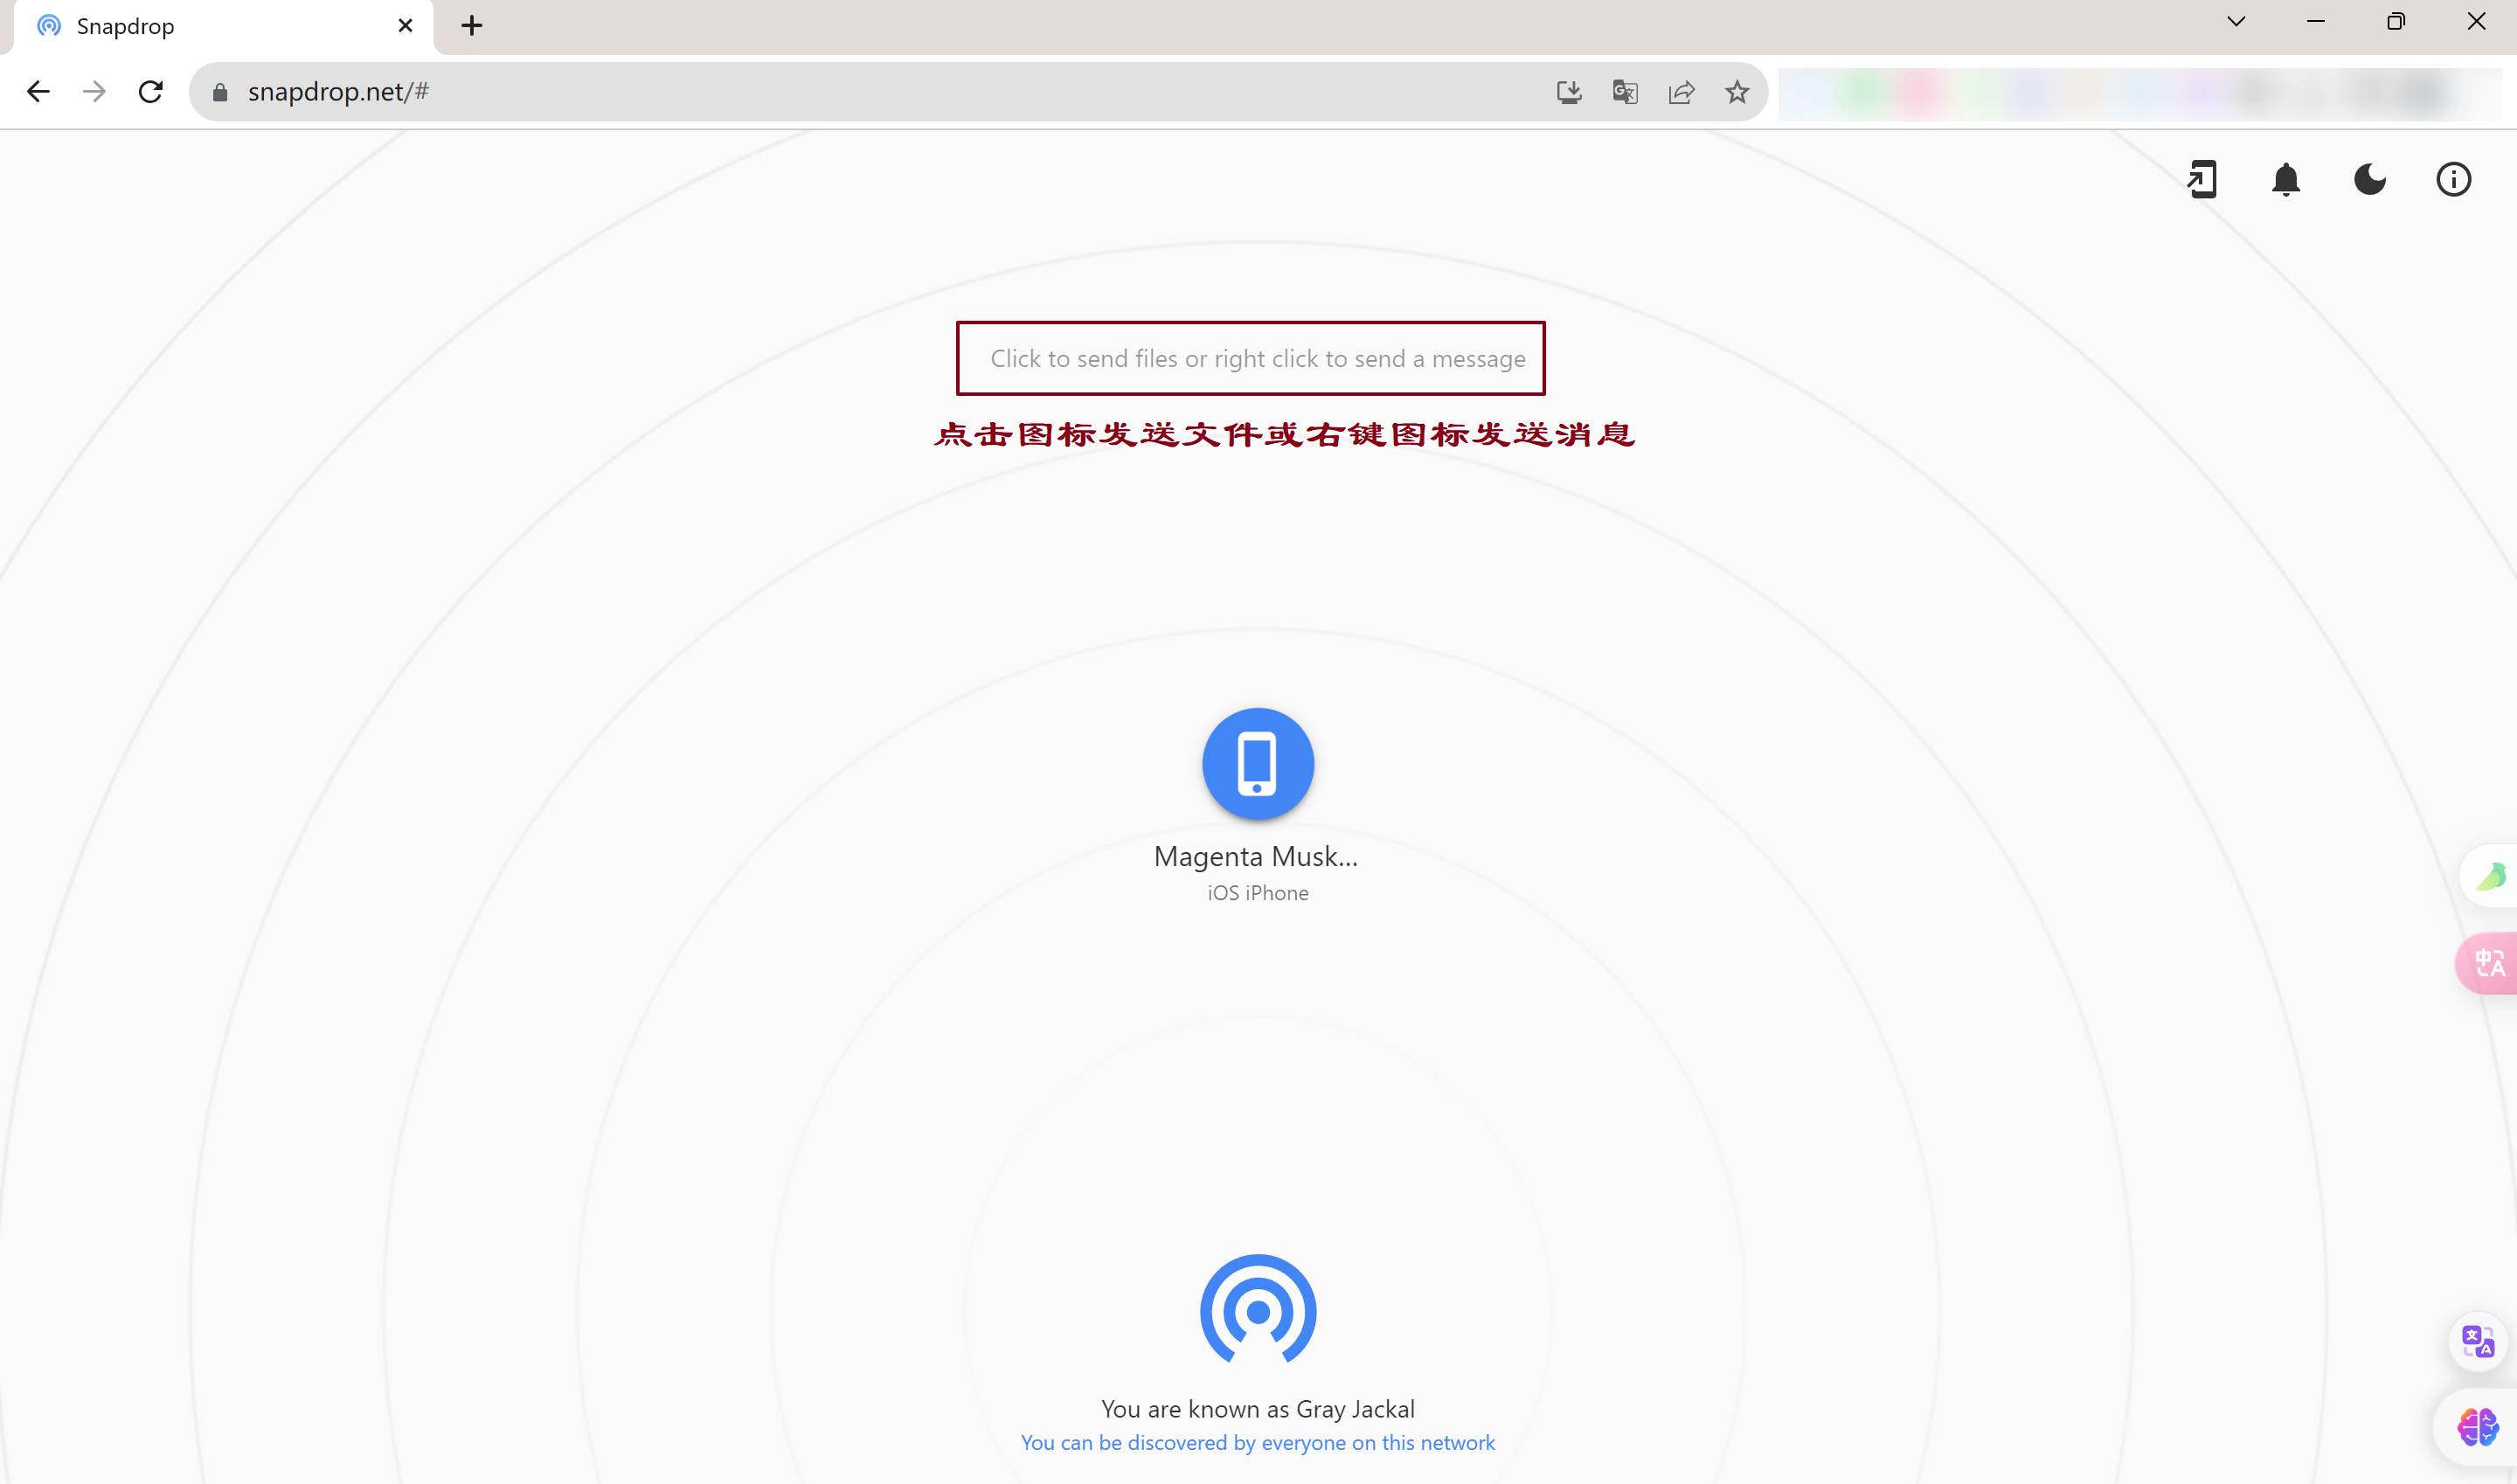 Snapdrop
snapdrop.net/#
Click to send files or right click to send a message
点击图标发送文件或右键图标发送消息
Magenta Musk...
iOS iPhone
You are known as Gray Jackal
You can be discovered by everyone on this network